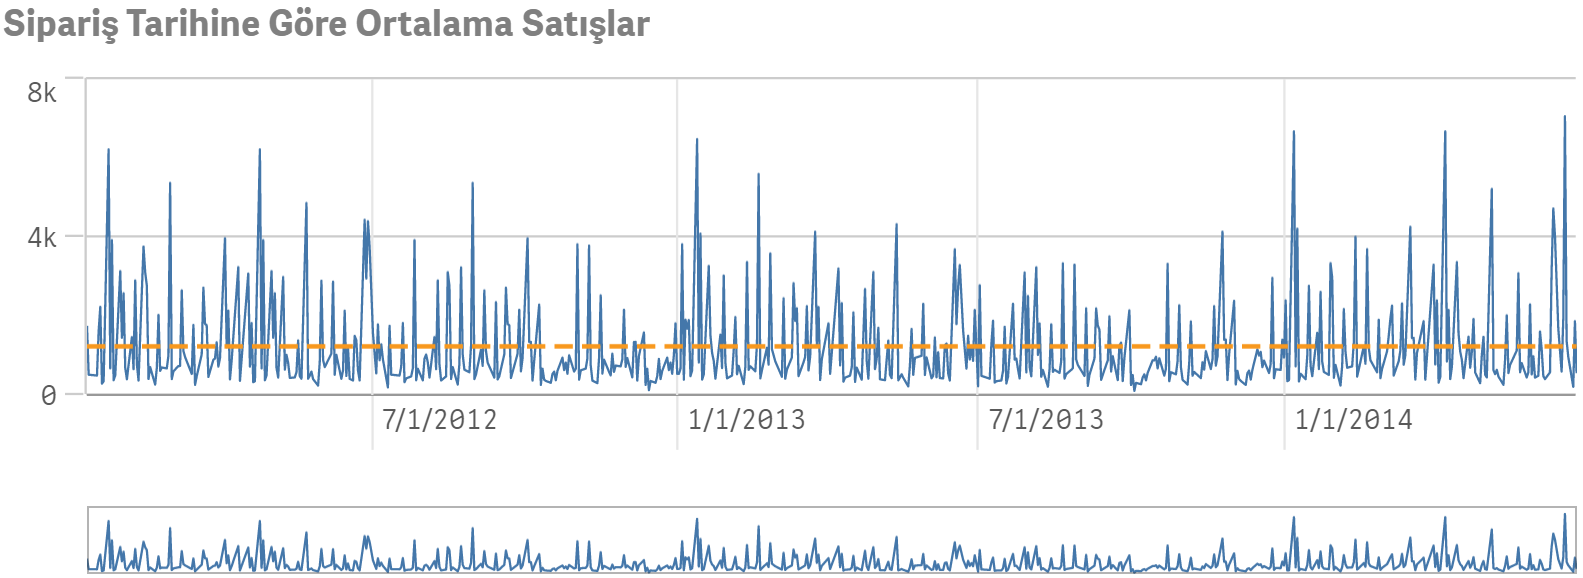 Sipariş Tarihine Göre Ortalama Satışlar
8k
4k
0
7/1/2012
1/1/2013
7/1/2013
1/1/2014